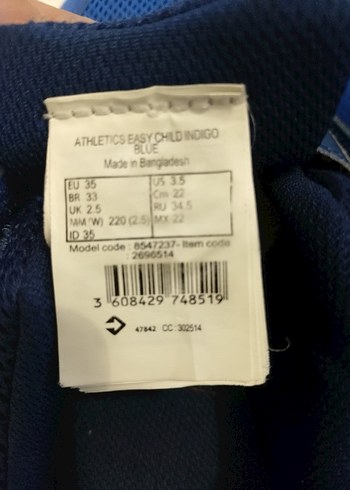 ATHLETICS EASY CHILD INDIGO
BLUE
Made in Bangladesh
EU 35 US 3.5
BR 33 Cm 22
UK 2.5 RU 34.5
MM (W) 220 (2.5) MX 22
ID 35
Model code : 8547237- Item code
: 2696514
3 608429 748519
47842 CC :302514